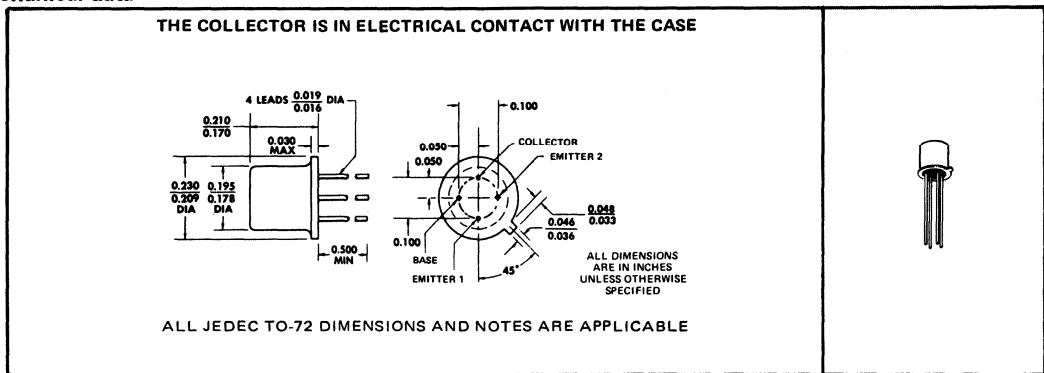 THE COLLECTOR IS IN ELECTRICAL CONTACT WITH THE CASE
4 LEADS 0.019 DIA
0.016
0.210
0.170
0.030
MAX
0.230
0.209
DIA
0.195
0.178
DIA
0.500
MIN
0.100
0.050
0.050
COLLECTOR
EMITTER 2
0.048
0.033
0.046
0.036
0.100
BASE
EMITTER 1
45°
ALL DIMENSIONS
ARE IN INCHES
UNLESS OTHERWISE
SPECIFIED
ALL JEDEC TO-72 DIMENSIONS AND NOTES ARE APPLICABLE